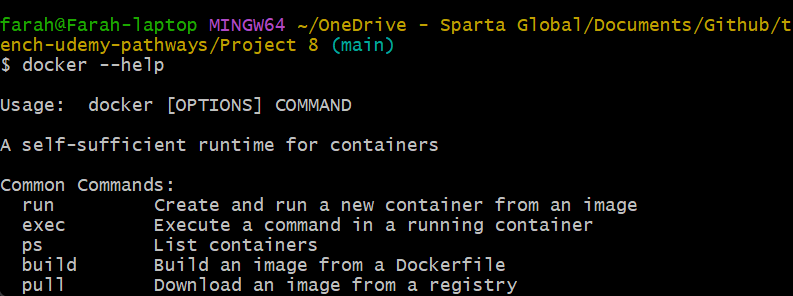 farah@Farah-laptop MINGW64 ~/OneDrive - Sparta Global/Documents/Github/t
ench-udemy-pathways/Project 8 (main)
$ docker --help
Usage:  docker [OPTIONS] COMMAND
A self-sufficient runtime for containers
Common Commands:
  run         Create and run a new container from an image
  exec        Execute a command in a running container
  ps          List containers
  build       Build an image from a Dockerfile
  pull        Download an image from a registry